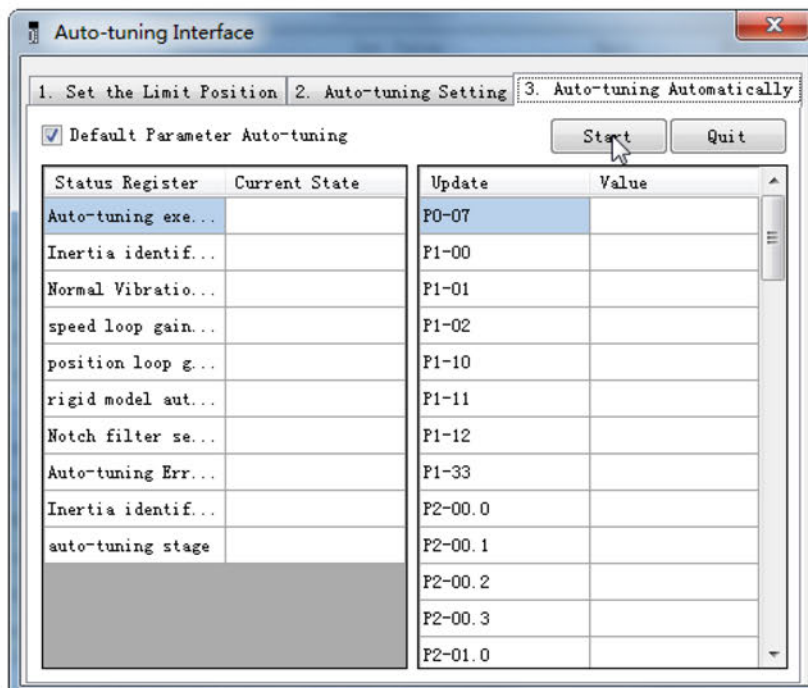 Auto-tuning Interface
1. Set the Limit Position 2. Auto-tuning Setting 3. Auto-tuning Automatically
Default Parameter Auto-tuning Start Quit
Status Register Current State Update Value
Auto-tuning exe... P0-07
Inertia identif... P1-00
Normal Vibratio... P1-01
speed loop gain... P1-02
position loop g... P1-10
rigid model aut... P1-11
Notch filter se... P1-12
Auto-tuning Err... P1-33
Inertia identif... P2-00.0
auto-tuning stage P2-00.1
P2-00.2
P2-00.3
P2-01.0